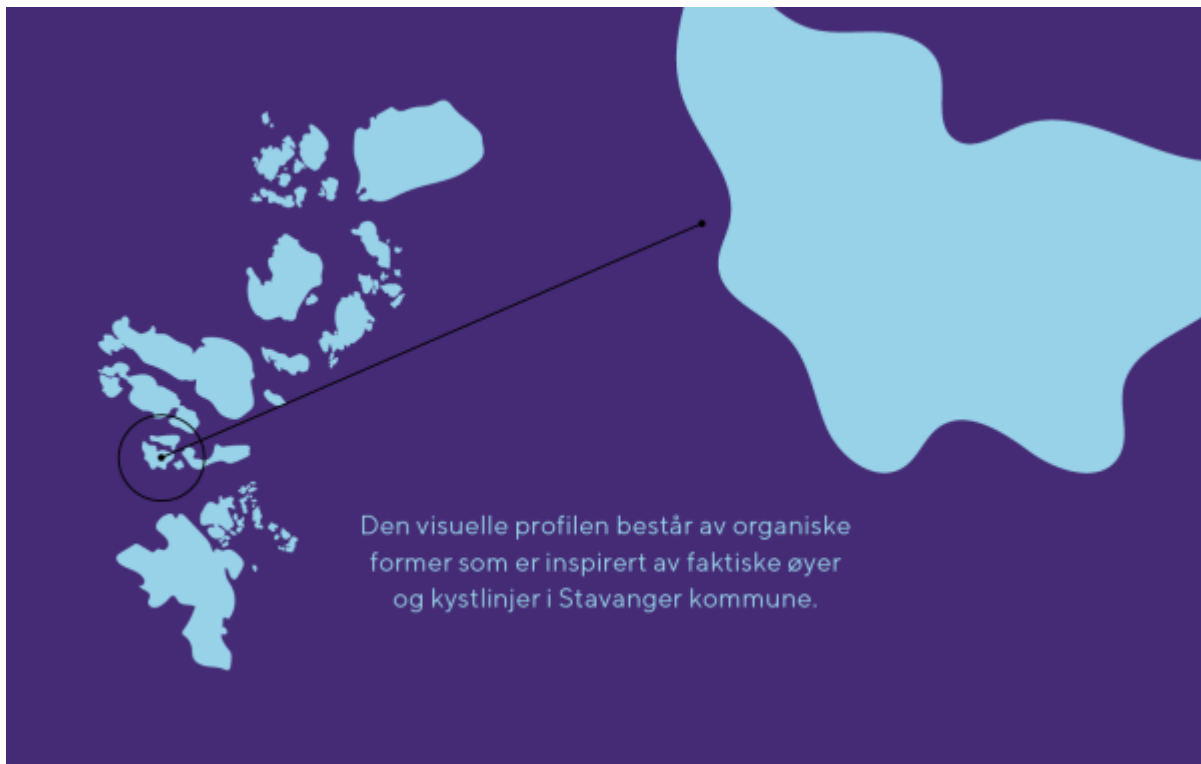 Den visuelle profilen består av organiske
former som er inspirert av faktiske øyer
og kystlinjer i Stavanger kommune.